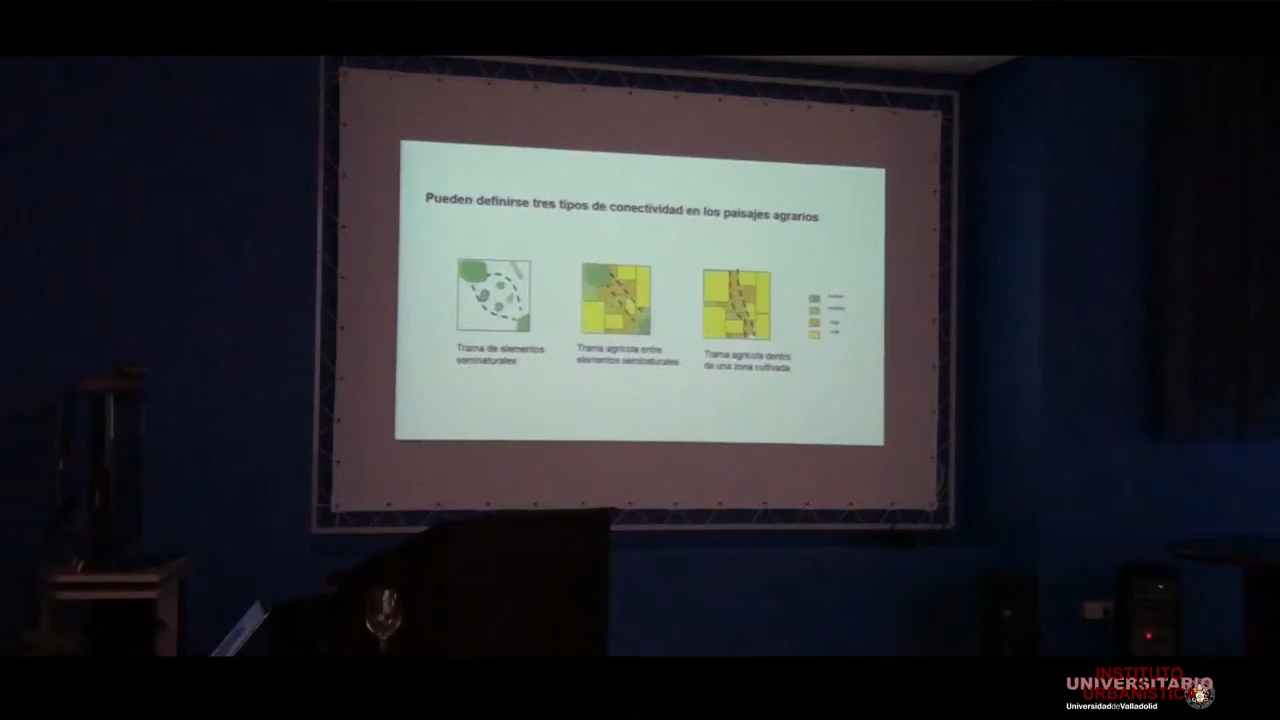 Pueden definirse tres tipos de conectividad en los paisajes agrarios
Trama de elementos
seminaturales
Trama agrícola entre
elementos seminaturales
Trama agrícola dentro
de una zona cultivada
INSTITUTO
UNIVERSITARIO
URBANÍSTICA
UniversidaddeValladolid